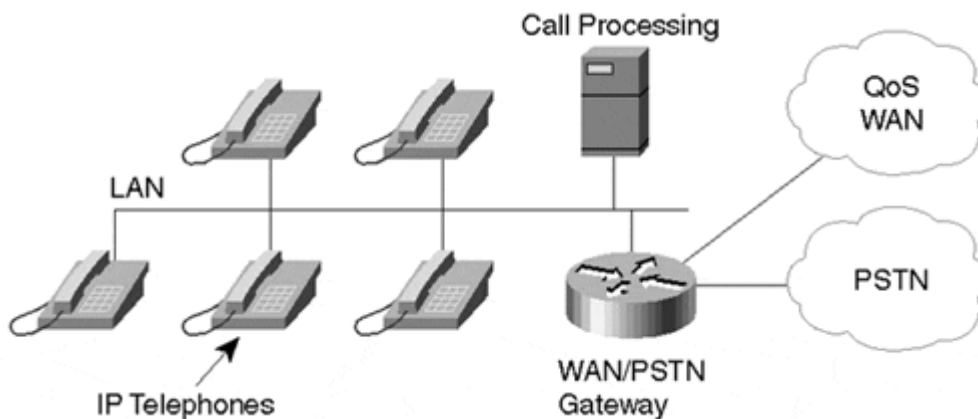 Call Processing
QoS
WAN
LAN
PSTN
IP Telephones
WAN/PSTN
Gateway